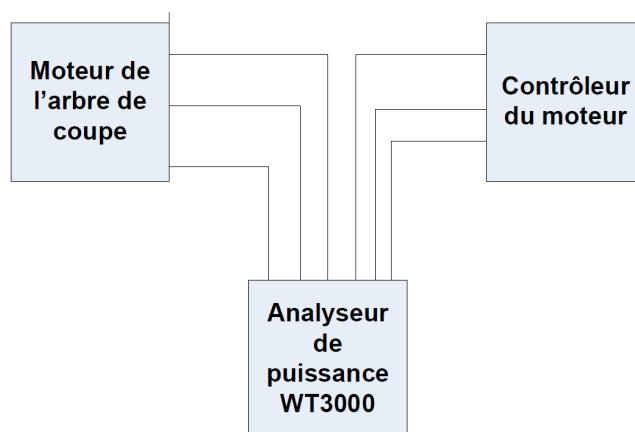 Moteur de
l’arbre de
coupe
Contrôleur
du moteur
Analyseur
de
puissance
WT3000